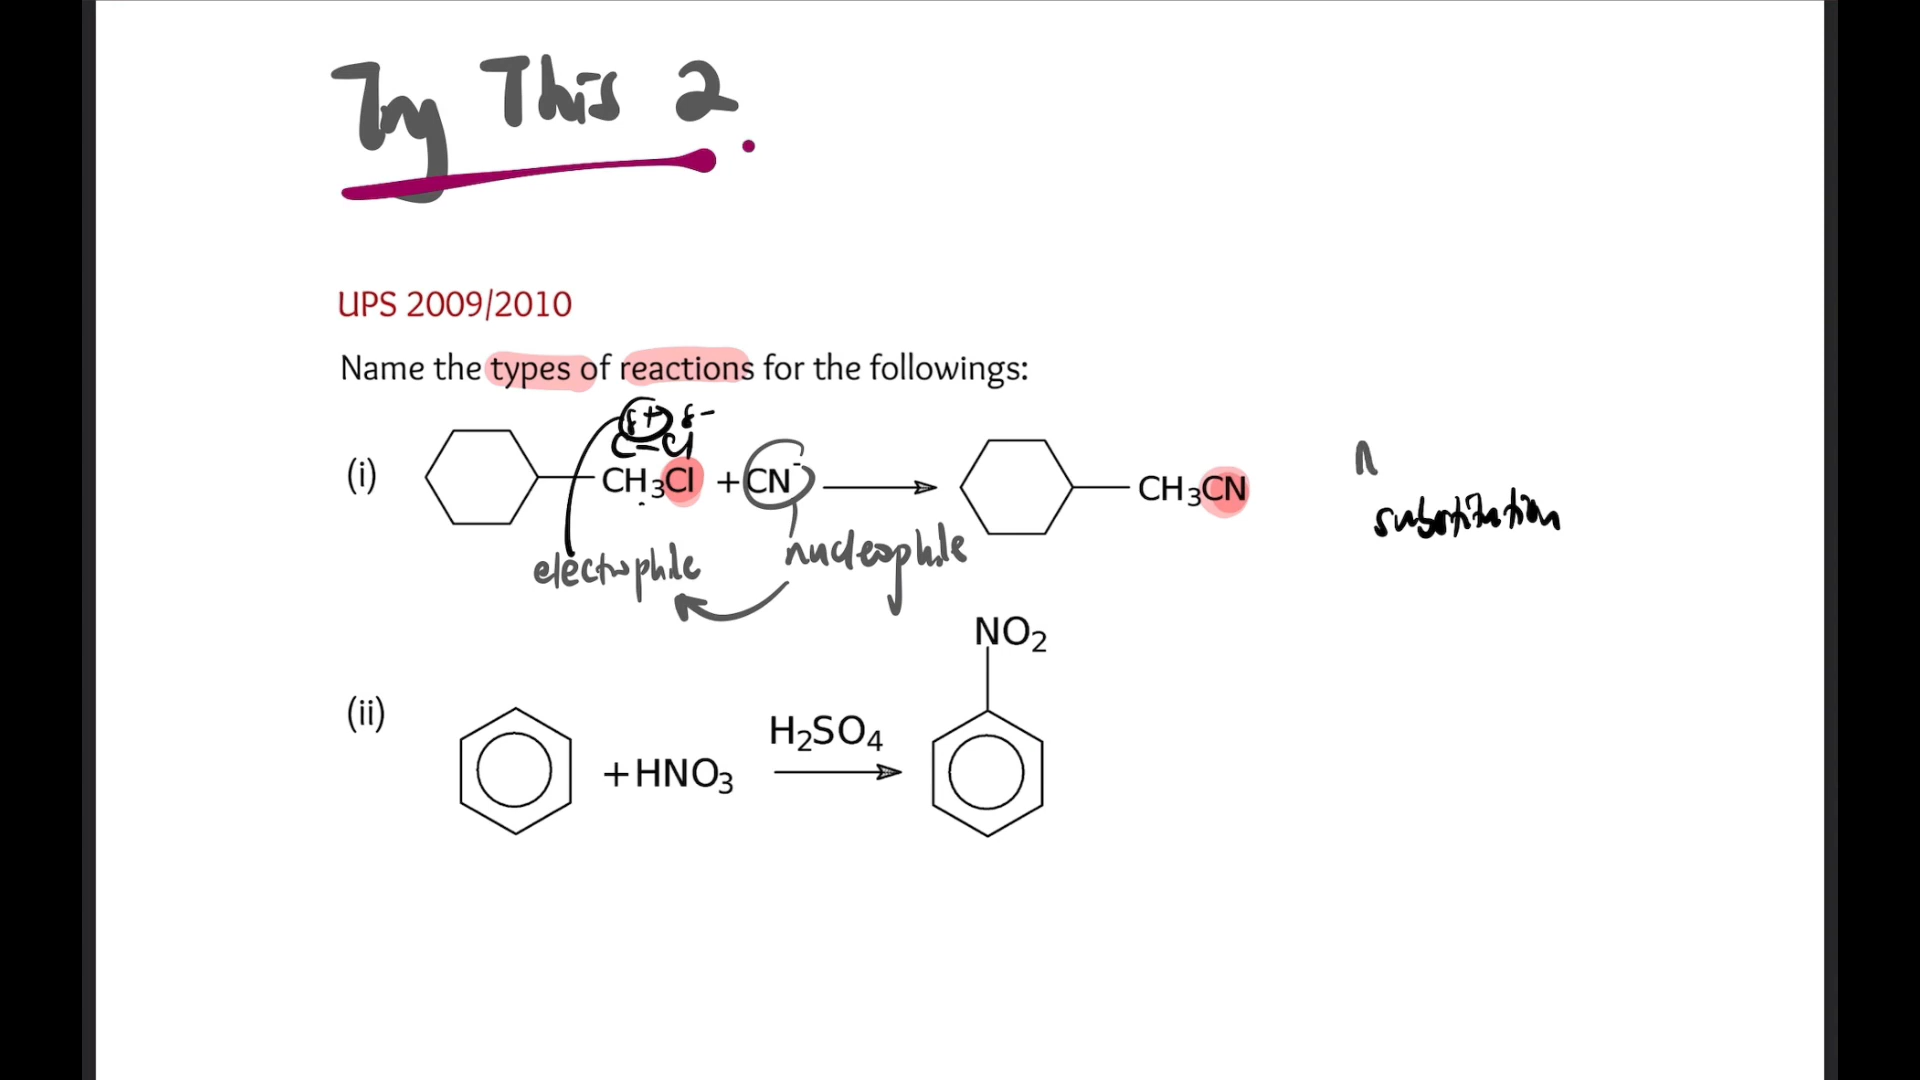 Try This 2.
UPS 2009/2010
Name the types of reactions for the followings:
δ+ δ-
C-Cl
(i) CH₃Cl + CN⁻ CH₃CN
n
substitution
electrophile nucleophile
NO₂
(ii) +HNO₃ H₂SO₄